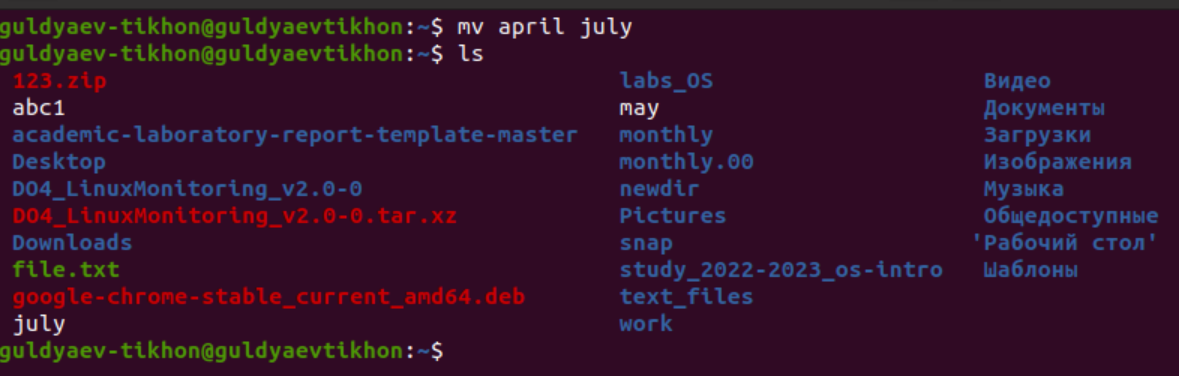 guldyaev-tikhon@guldyaevtikhon:~$ mv april july
guldyaev-tikhon@guldyaevtikhon:~$ ls
123.zip labs_OS Видео
abc1 may Документы
academic-laboratory-report-template-master monthly Загрузки
Desktop monthly.00 Изображения
DO4_LinuxMonitoring_v2.0-0 newdir Музыка
DO4_LinuxMonitoring_v2.0-0.tar.xz Pictures Общедоступные
Downloads snap 'Рабочий стол'
file.txt study_2022-2023_os-intro Шаблоны
google-chrome-stable_current_amd64.deb text_files
july work
guldyaev-tikhon@guldyaevtikhon:~$